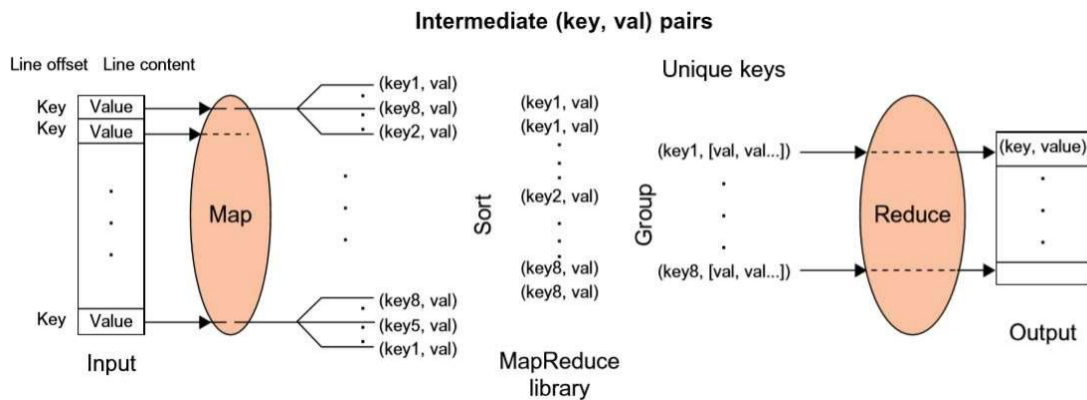 Intermediate (key, val) pairs
Line offset Line content
Key Value
Key Value
Key Value
Input
Map
(key1, val)
(key8, val)
(key2, val)
(key8, val)
(key5, val)
(key1, val)
Sort
(key1, val)
(key1, val)
(key2, val)
(key8, val)
(key8, val)
MapReduce
library
Group
Unique keys
(key1, [val, val...])
(key8, [val, val...])
Reduce
(key, value)
Output